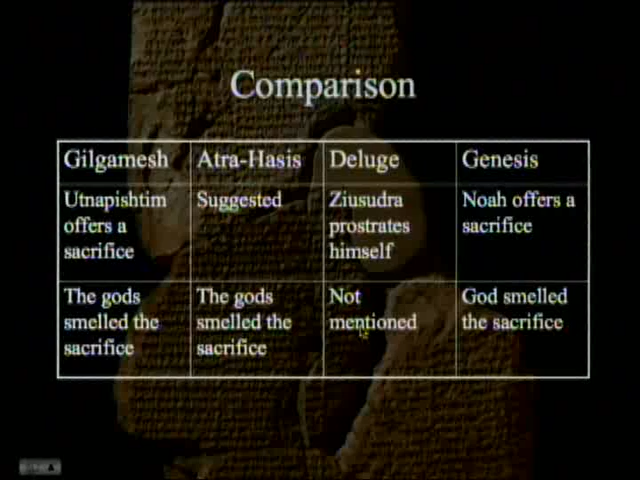 Comparison
Gilgamesh
Atra-Hasis
Deluge
Genesis
Utnapishtim
offers a
sacrifice
Suggested
Ziusudra
prostrates
himself
Noah offers a
sacrifice
The gods
smelled the
sacrifice
The gods
smelled the
sacrifice
Not
mentioned
God smelled
the sacrifice